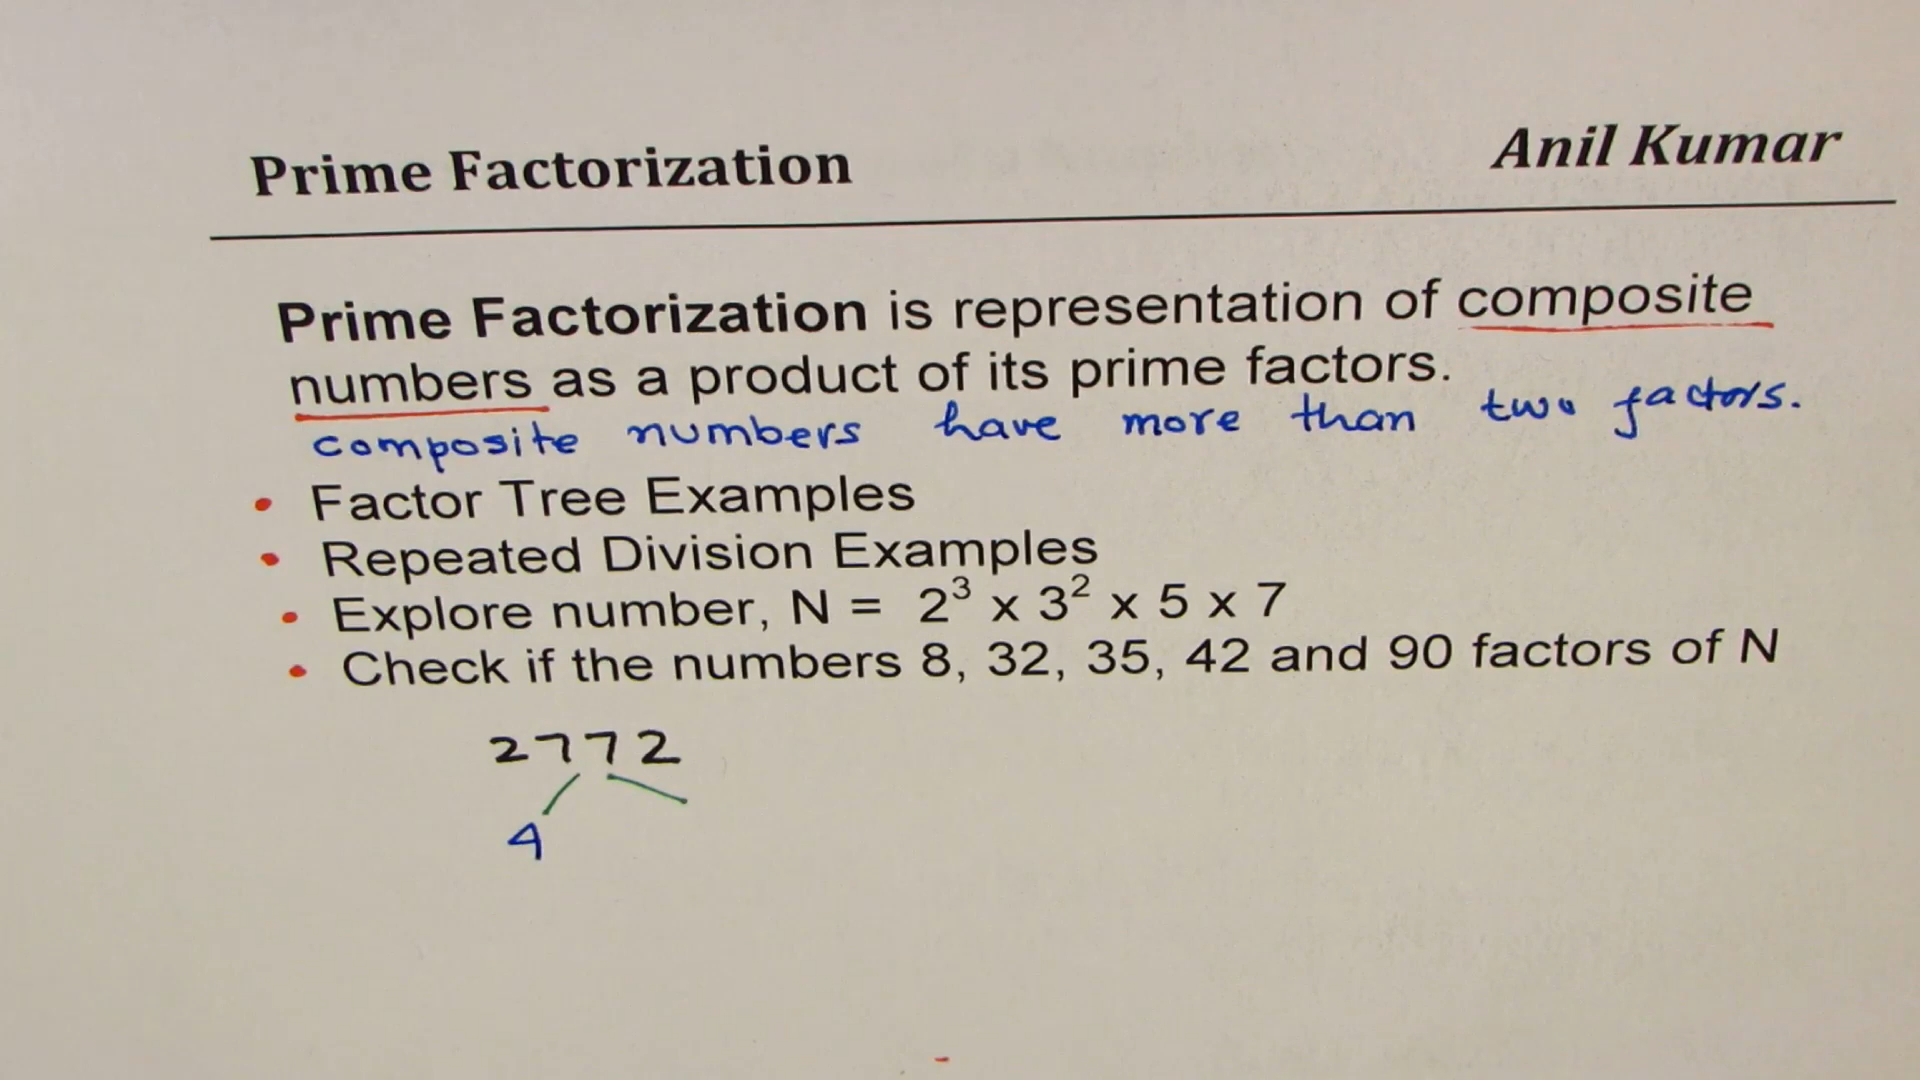 Prime Factorization
Anil Kumar
Prime Factorization is representation of composite
numbers as a product of its prime factors.
composite numbers have more than two factors.
• Factor Tree Examples
• Repeated Division Examples
• Explore number, N = 2³ x 3² x 5 x 7
• Check if the numbers 8, 32, 35, 42 and 90 factors of N
2772
4